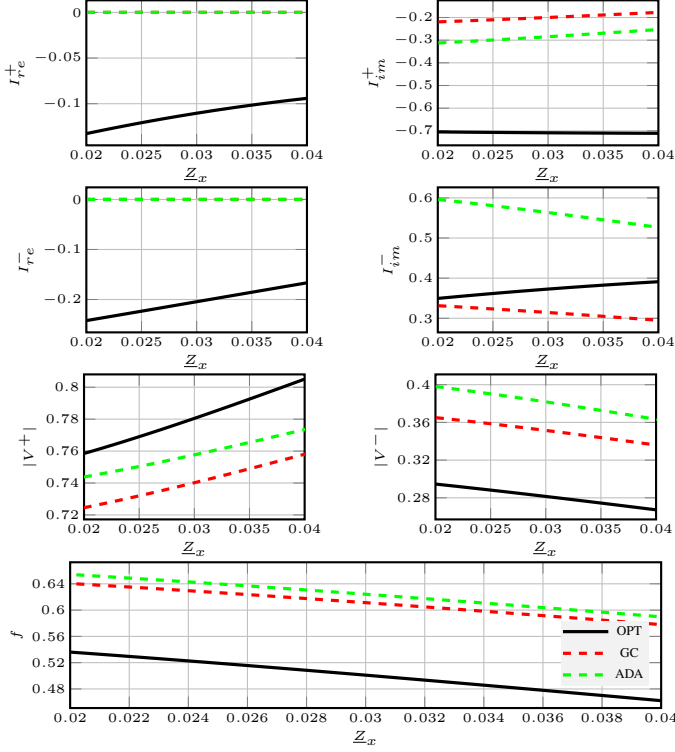 0
−0.05
−0.1
I⁺re
0.02 0.025 0.03 0.035 0.04
Z_x
−0.2
−0.3
−0.4
−0.5
−0.6
−0.7
I⁺im
0.02 0.025 0.03 0.035 0.04
Z_x
0
−0.1
−0.2
I⁻re
0.02 0.025 0.03 0.035 0.04
Z_x
0.6
0.5
0.4
0.3
I⁻im
0.02 0.025 0.03 0.035 0.04
Z_x
0.8
0.78
0.76
0.74
0.72
|V⁺|
0.02 0.025 0.03 0.035 0.04
Z_x
0.4
0.36
0.32
0.28
|V⁻|
0.02 0.025 0.03 0.035 0.04
Z_x
0.64
0.6
0.56
0.52
0.48
f
OPT
GC
ADA
0.02 0.022 0.024 0.026 0.028 0.03 0.032 0.034 0.036 0.038 0.04
Z_x